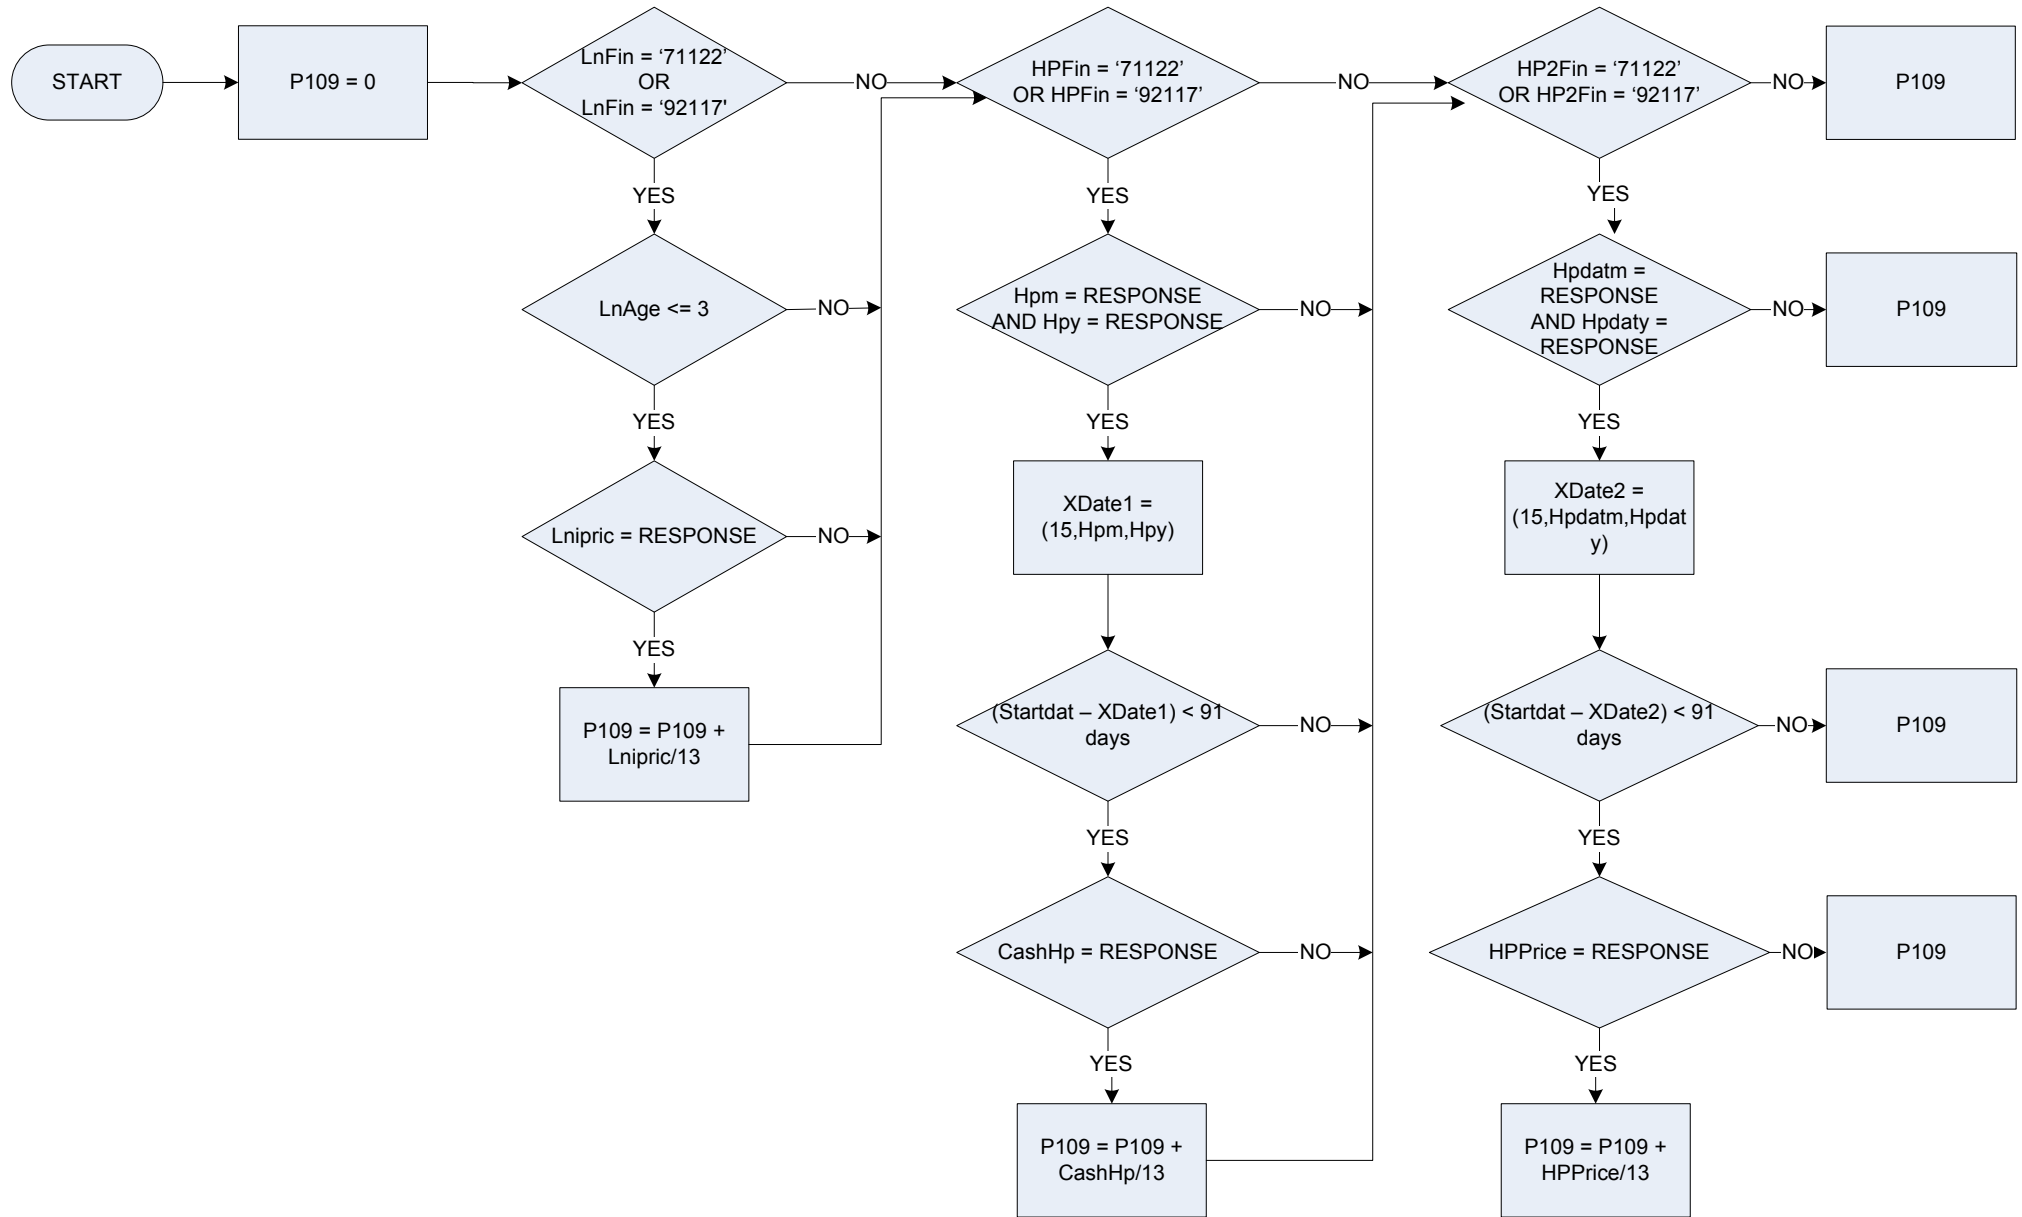 START
P109 = 0
LnFin = ‘71122’
OR
LnFin = ‘92117'
NO
HPFin = ‘71122’
OR HPFin = ‘92117’
NO
HP2Fin = ‘71122’
OR HP2Fin = ‘92117’
NO
P109
YES
YES
YES
LnAge <= 3
NO
Hpm = RESPONSE
AND Hpy = RESPONSE
NO
Hpdatm =
RESPONSE
AND Hpdaty =
RESPONSE
NO
P109
YES
YES
YES
Lnipric = RESPONSE
NO
XDate1 =
(15,Hpm,Hpy)
XDate2 =
(15,Hpdatm,Hpdat
y)
YES
P109 = P109 +
Lnipric/13
(Startdat – XDate1) < 91
days
NO
(Startdat – XDate2) < 91
days
NO
P109
YES
YES
CashHp = RESPONSE
NO
HPPrice = RESPONSE
NO
P109
YES
YES
P109 = P109 +
CashHp/13
P109 = P109 +
HPPrice/13